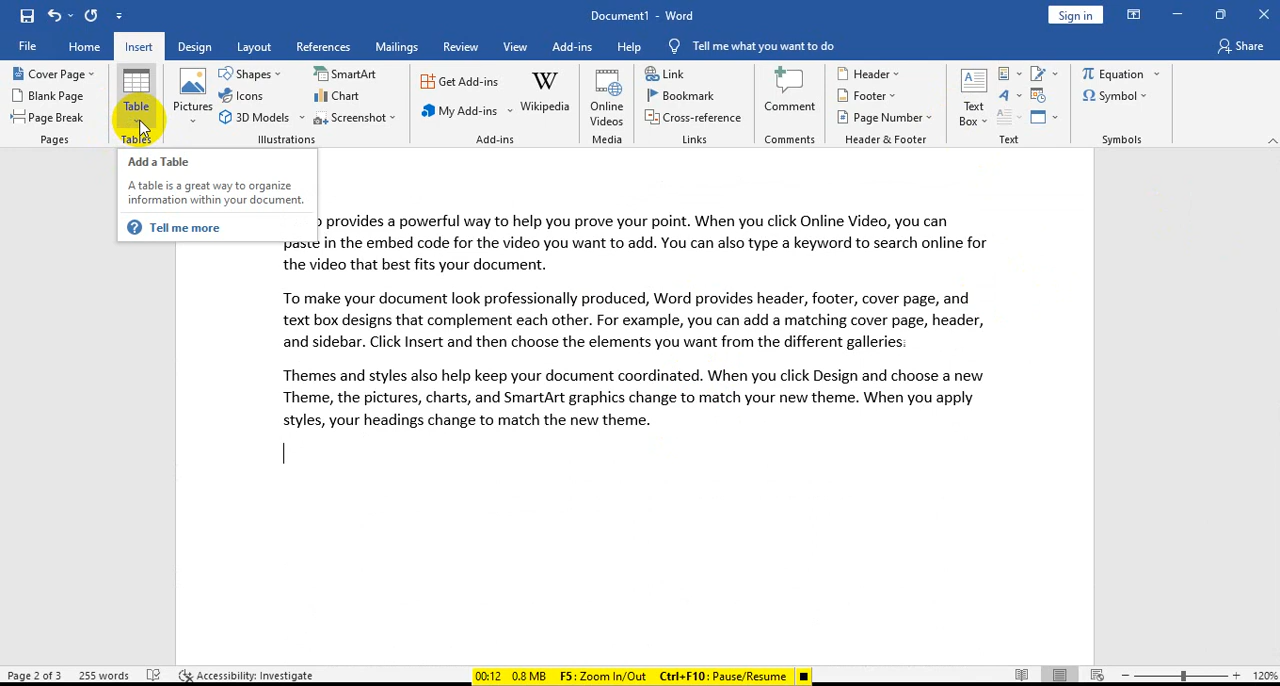 Document1 - Word
Sign in
File
Home
Insert
Design
Layout
References
Mailings
Review
View
Add-ins
Help
Tell me what you want to do
Share
Cover Page
Blank Page
Page Break
Pages
Table
Tables
Pictures
Shapes
Icons
3D Models
SmartArt
Chart
Screenshot
Illustrations
Get Add-ins
My Add-ins
W
Wikipedia
Add-ins
Online
Videos
Media
Link
Bookmark
Cross-reference
Links
Comment
Comments
Header
Footer
Page Number
Header & Footer
Text
Box
Text
Equation
Symbol
Symbols
Add a Table
A table is a great way to organize
information within your document.
Tell me more
provides a powerful way to help you prove your point. When you click Online Video, you can
paste in the embed code for the video you want to add. You can also type a keyword to search online for
the video that best fits your document.
To make your document look professionally produced, Word provides header, footer, cover page, and
text box designs that complement each other. For example, you can add a matching cover page, header,
and sidebar. Click Insert and then choose the elements you want from the different galleries.
Themes and styles also help keep your document coordinated. When you click Design and choose a new
Theme, the pictures, charts, and SmartArt graphics change to match your new theme. When you apply
styles, your headings change to match the new theme.
Page 2 of 3
255 words
Accessibility: Investigate
00:12 0.8 MB F5 : Zoom In/Out Ctrl+F10 : Pause/Resume
120%